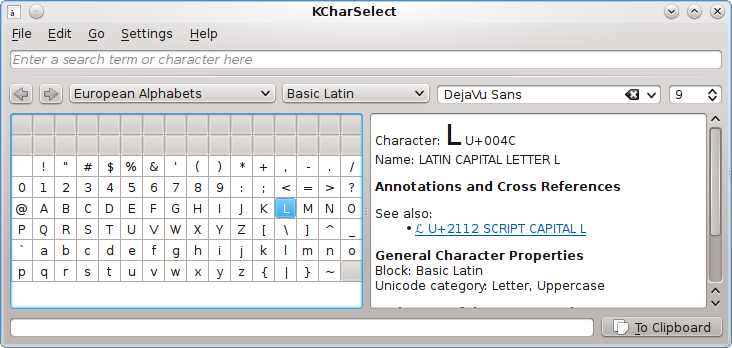 KCharSelect
File Edit Go Settings Help
Enter a search term or character here
European Alphabets Basic Latin DejaVu Sans 9
! " # $ % & ' ( ) * + , - . /
0 1 2 3 4 5 6 7 8 9 : ; < = > ?
@ A B C D E F G H I J K L M N O
P Q R S T U V W X Y Z [ \ ] ^ _
` a b c d e f g h i j k l m n o
p q r s t u v w x y z { | } ~
Character: L U+004C
Name: LATIN CAPITAL LETTER L
Annotations and Cross References
See also:
• ℒ U+2112 SCRIPT CAPITAL L
General Character Properties
Block: Basic Latin
Unicode category: Letter, Uppercase
To Clipboard